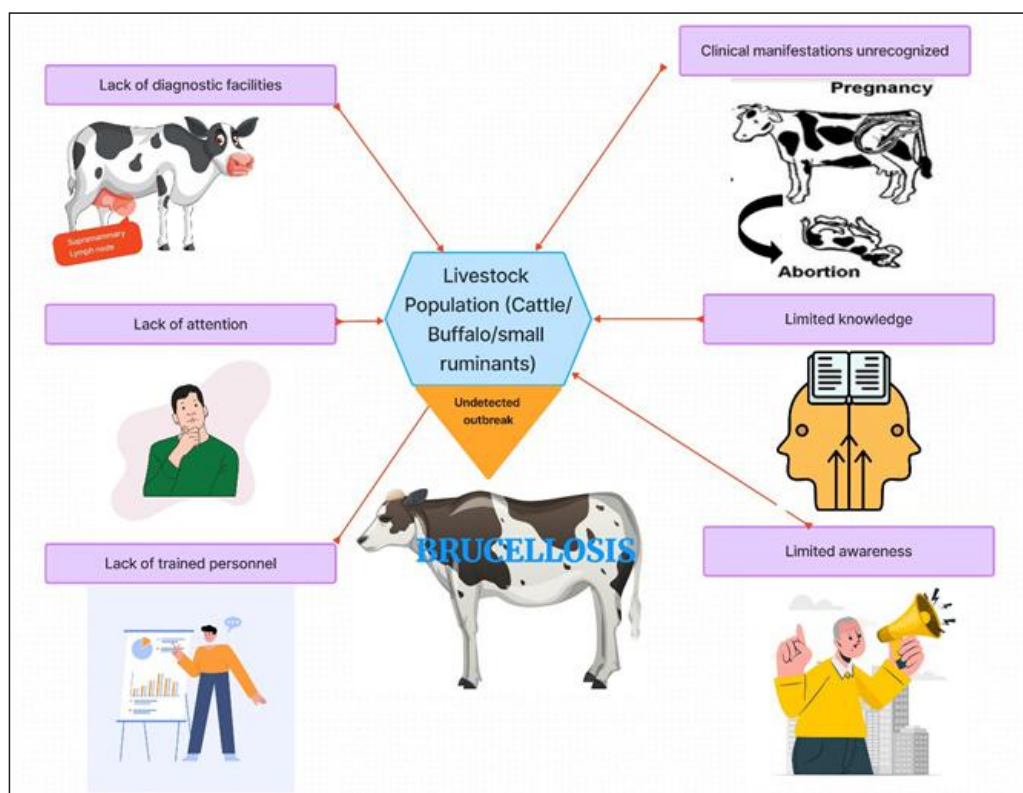 Lack of diagnostic facilities
Clinical manifestations unrecognized
Pregnancy
Supramammary
Lymph node
Abortion
Livestock
Population (Cattle/
Buffalo/small
ruminants)
Lack of attention
Limited knowledge
Undetected
outbreak
BRUCELLOSIS
Lack of trained personnel
Limited awareness